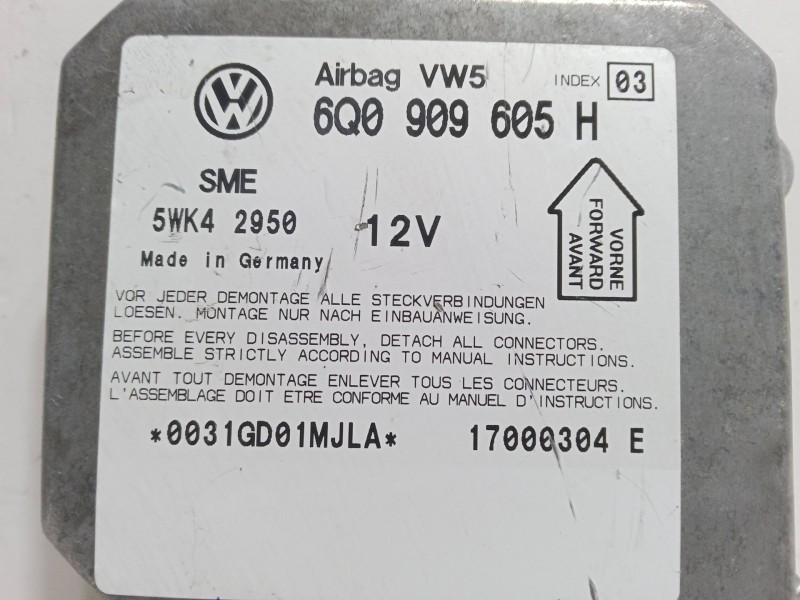 Airbag VW5
INDEX 03
6Q0 909 605 H
SME
5WK4 2950
12V
Made in Germany
VORNE
FORWARD
AVANT
VOR JEDER DEMONTAGE ALLE STECKVERBINDUNGEN
LOESEN. MONTAGE NUR NACH EINBAUANWEISUNG.
BEFORE EVERY DISASSEMBLY, DETACH ALL CONNECTORS.
ASSEMBLE STRICTLY ACCORDING TO MANUAL INSTRUCTIONS.
AVANT TOUT DEMONTAGE ENLEVER TOUS LES CONNECTEURS.
L'ASSEMBLAGE DOIT ETRE CONFORME AU MANUEL D'INSTRUCTIONS.
*0031GD01MJLA* 17000304 E